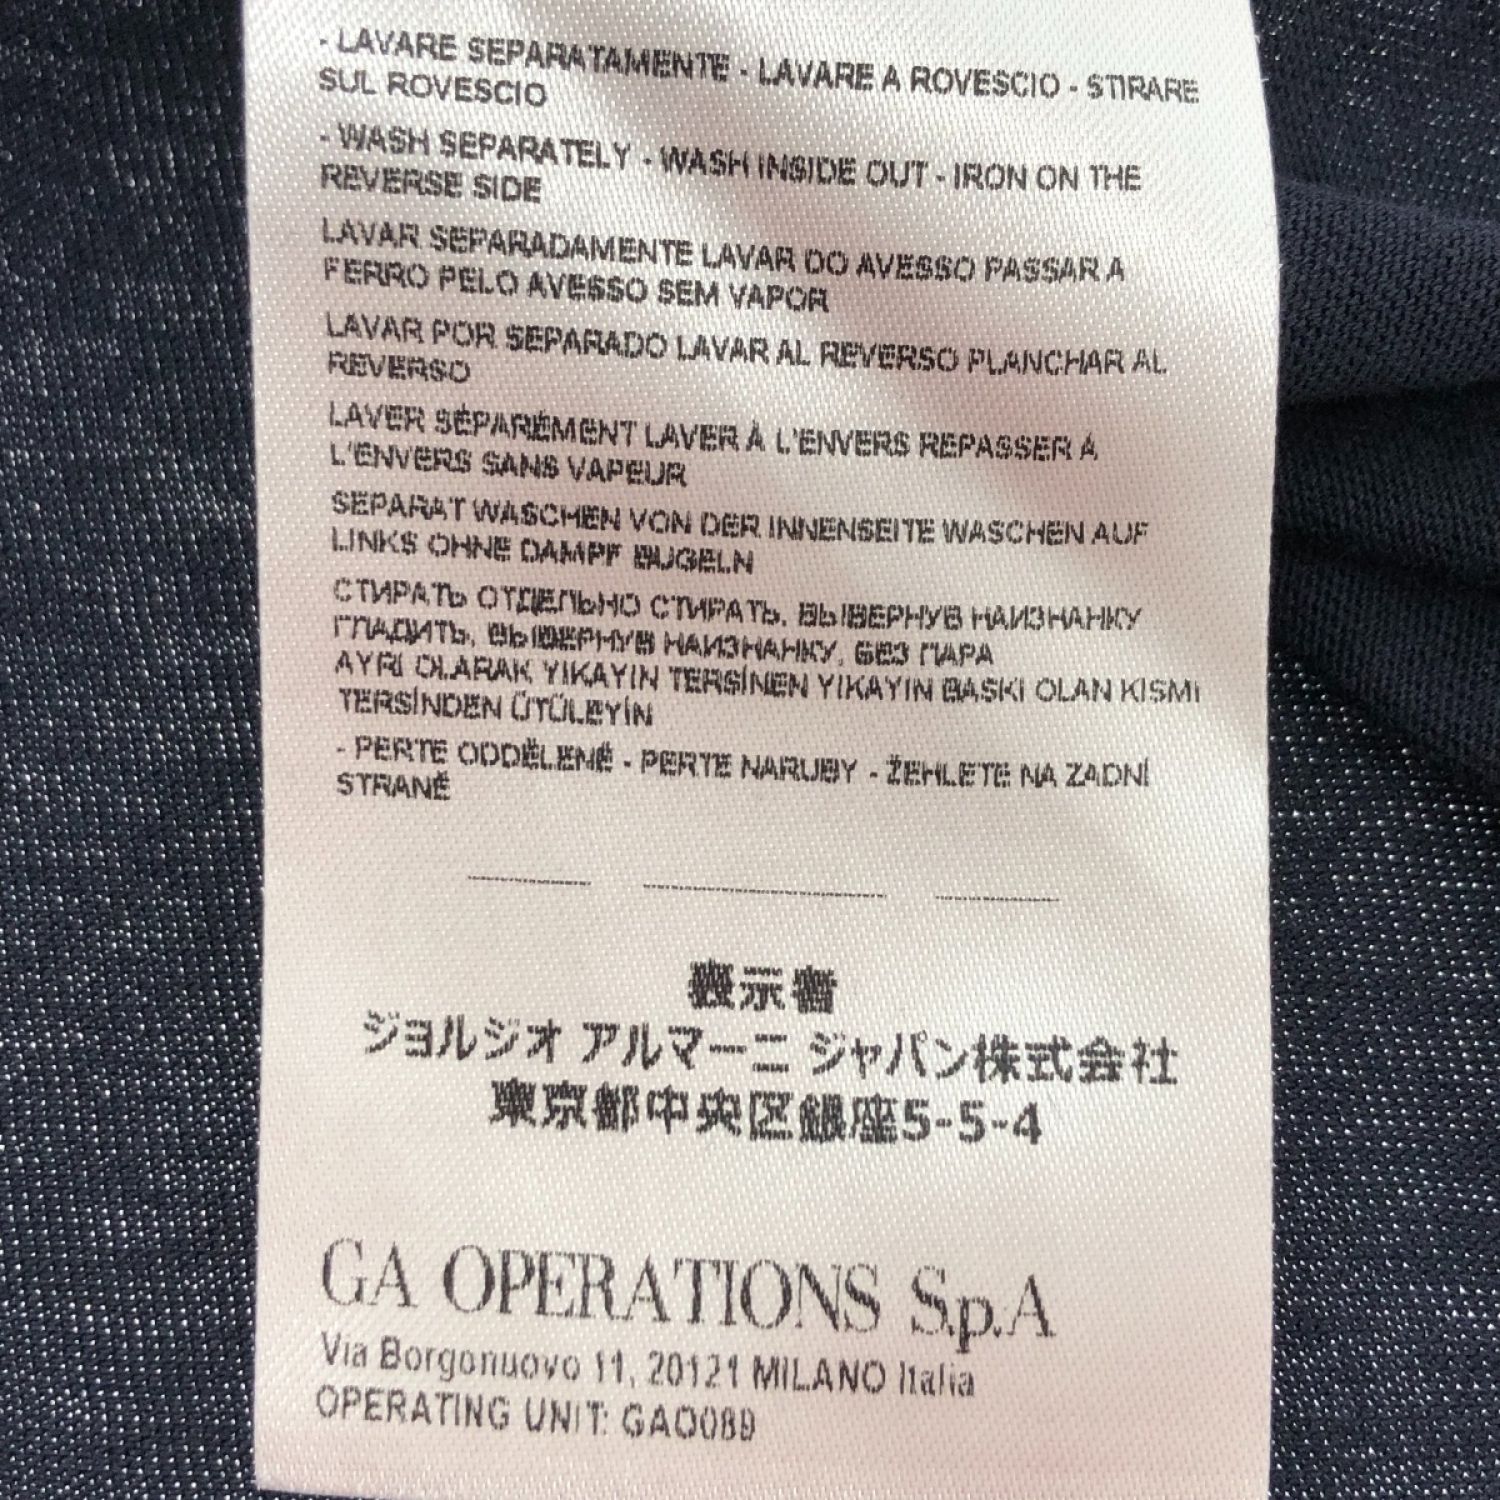 - LAVARE SEPARATAMENTE - LAVARE A ROVESCIO - STIRARE
SUL ROVESCIO
- WASH SEPARATELY - WASH INSIDE OUT - IRON ON THE
REVERSE SIDE
LAVAR SEPARADAMENTE LAVAR DO AVESSO PASSAR A
FERRO PELO AVESSO SEM VAPOR
LAVAR POR SEPARADO LAVAR AL REVERSO PLANCHAR AL
REVERSO
LAVER SÉPARÉMENT LAVER À L'ENVERS REPASSER À
L'ENVERS SANS VAPEUR
SEPARAT WASCHEN VON DER INNENSEITE WASCHEN AUF
LINKS OHNE DAMPF BUGELN
СТИРАТЬ ОТДЕЛЬНО СТИРАТЬ, ВЫВЕРНУВ НАИЗНАНКУ
ГЛАДИТЬ, ВЫВЕРНУВ НАИЗНАНКУ, БЕЗ ПАРА
AYRI OLARAK YIKAYIN TERSİNEN YIKAYIN BASKI OLAN KISMI
TERSİNDEN ÜTÜLEYİN
- PERTE ODDĚLENĚ - PERTE NARUBY - ŽEHLETE NA ZADNÍ
STRANĚ
表示者
ジョルジオ アルマーニ ジャパン株式会社
東京都中央区銀座5-5-4
GA OPERATIONS S.p.A
Via Borgonuovo 11, 20121 MILANO Italia
OPERATING UNIT: GAO089